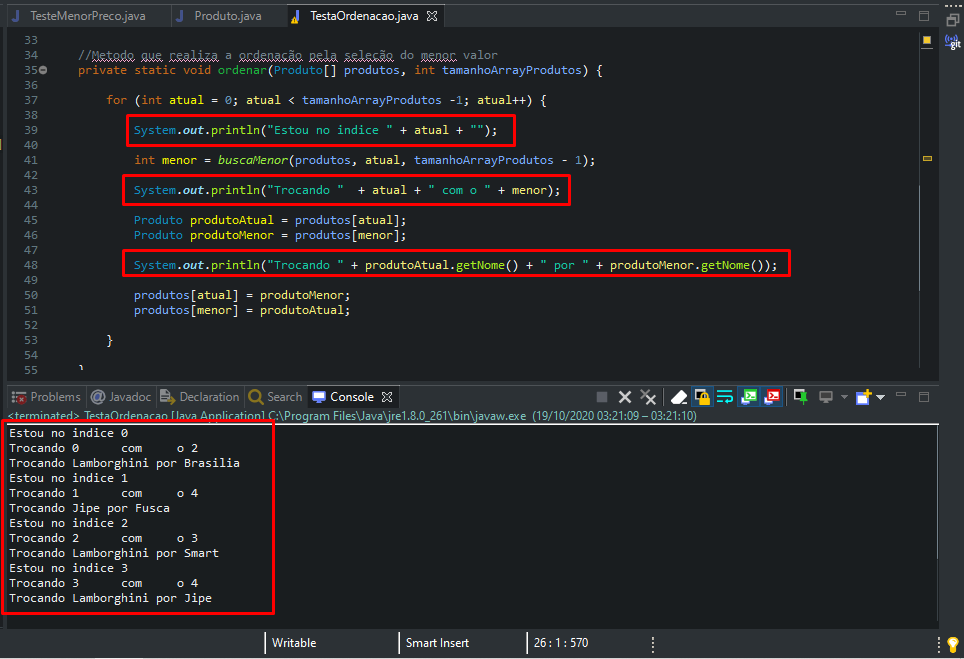 TesteMenorPreco.java Produto.java TestaOrdenacao.java
33
34 //Metodo que realiza a ordenação pela seleção do menor valor
35 private static void ordenar(Produto[] produtos, int tamanhoArrayProdutos) {
36
37 for (int atual = 0; atual < tamanhoArrayProdutos -1; atual++) {
38
39 System.out.println("Estou no indice " + atual + "");
40
41 int menor = buscaMenor(produtos, atual, tamanhoArrayProdutos - 1);
42
43 System.out.println("Trocando "  + atual + " com o " + menor);
44
45 Produto produtoAtual = produtos[atual];
46 Produto produtoMenor = produtos[menor];
47
48 System.out.println("Trocando " + produtoAtual.getNome() + " por " + produtoMenor.getNome());
49
50 produtos[atual] = produtoMenor;
51 produtos[menor] = produtoAtual;
52
53 }
54
55 }
git
Problems @ Javadoc Declaration Search Console
<terminated> TestaOrdenacao [Java Application] C:\Program Files\Java\jre1.8.0_261\bin\javaw.exe (19/10/2020 03:21:09 – 03:21:10)
Estou no indice 0
Trocando 0 com o 2
Trocando Lamborghini por Brasilia
Estou no indice 1
Trocando 1 com o 4
Trocando Jipe por Fusca
Estou no indice 2
Trocando 2 com o 3
Trocando Lamborghini por Smart
Estou no indice 3
Trocando 3 com o 4
Trocando Lamborghini por Jipe
Writable Smart Insert 26 : 1 : 570